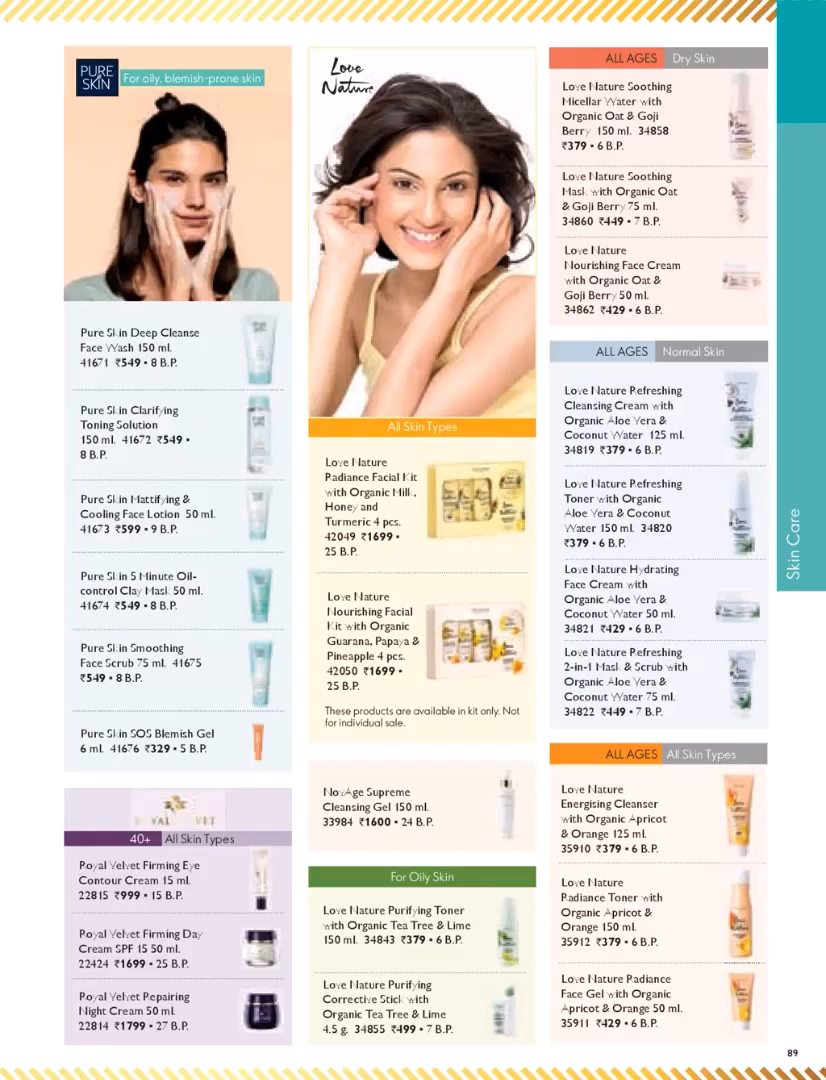 PURE
& SKIN
For oily, blemish-prone skin
Pure Skin Deep Cleanse
Face Wash 150 ml.
41671 ₹549 • 8 B.P.
Pure Skin Clarifying
Toning Solution
150 ml. 41672 ₹549 •
8 B.P.
Pure Skin Mattifying &
Cooling Face Lotion 50 ml.
41673 ₹599 • 9 B.P.
Pure Skin 5 Minute Oil-
control Clay Mask 50 ml.
41674 ₹549 • 8 B.P.
Pure Skin Smoothing
Face Scrub 75 ml. 41675
₹549 • 8 B.P.
Pure Skin SOS Blemish Gel
6 ml. 41676 ₹329 • 5 B.P.
ROYAL VELVET
40+ All Skin Types
Royal Velvet Firming Eye
Contour Cream 15 ml.
22815 ₹999 • 15 B.P.
Royal Velvet Firming Day
Cream SPF 15 50 ml.
22424 ₹1699 • 25 B.P.
Royal Velvet Repairing
Night Cream 50 ml.
22814 ₹1799 • 27 B.P.
Love
Nature
All Skin Types
Love Nature
Radiance Facial Kit
with Organic Milk,
Honey and
Turmeric 4 pcs.
42049 ₹1699 •
25 B.P.
Love Nature
Nourishing Facial
Kit with Organic
Guarana, Papaya &
Pineapple 4 pcs.
42050 ₹1699 •
25 B.P.
These products are available in kit only. Not
for individual sale.
NovAge Supreme
Cleansing Gel 150 ml.
33984 ₹1600 • 24 B.P.
For Oily Skin
Love Nature Purifying Toner
with Organic Tea Tree & Lime
150 ml. 34843 ₹379 • 6 B.P.
Love Nature Purifying
Corrective Stick with
Organic Tea Tree & Lime
4.5 g. 34855 ₹499 • 7 B.P.
ALL AGES Dry Skin
Love Nature Soothing
Micellar Water with
Organic Oat & Goji
Berry 150 ml. 34858
₹379 • 6 B.P.
Love Nature Soothing
Mask with Organic Oat
& Goji Berry 75 ml.
34860 ₹449 • 7 B.P.
Love Nature
Nourishing Face Cream
with Organic Oat &
Goji Berry 50 ml.
34862 ₹429 • 6 B.P.
ALL AGES Normal Skin
Love Nature Refreshing
Cleansing Cream with
Organic Aloe Vera &
Coconut Water 125 ml.
34819 ₹379 • 6 B.P.
Love Nature Refreshing
Toner with Organic
Aloe Vera & Coconut
Water 150 ml. 34820
₹379 • 6 B.P.
Love Nature Hydrating
Face Cream with
Organic Aloe Vera &
Coconut Water 50 ml.
34821 ₹429 • 6 B.P.
Love Nature Refreshing
2-in-1 Mask & Scrub with
Organic Aloe Vera &
Coconut Water 75 ml.
34822 ₹449 • 7 B.P.
ALL AGES All Skin Types
Love Nature
Energising Cleanser
with Organic Apricot
& Orange 125 ml.
35910 ₹379 • 6 B.P.
Love Nature
Radiance Toner with
Organic Apricot &
Orange 150 ml.
35912 ₹379 • 6 B.P.
Love Nature Radiance
Face Gel with Organic
Apricot & Orange 50 ml.
35911 ₹429 • 6 B.P.
Skin Care
89